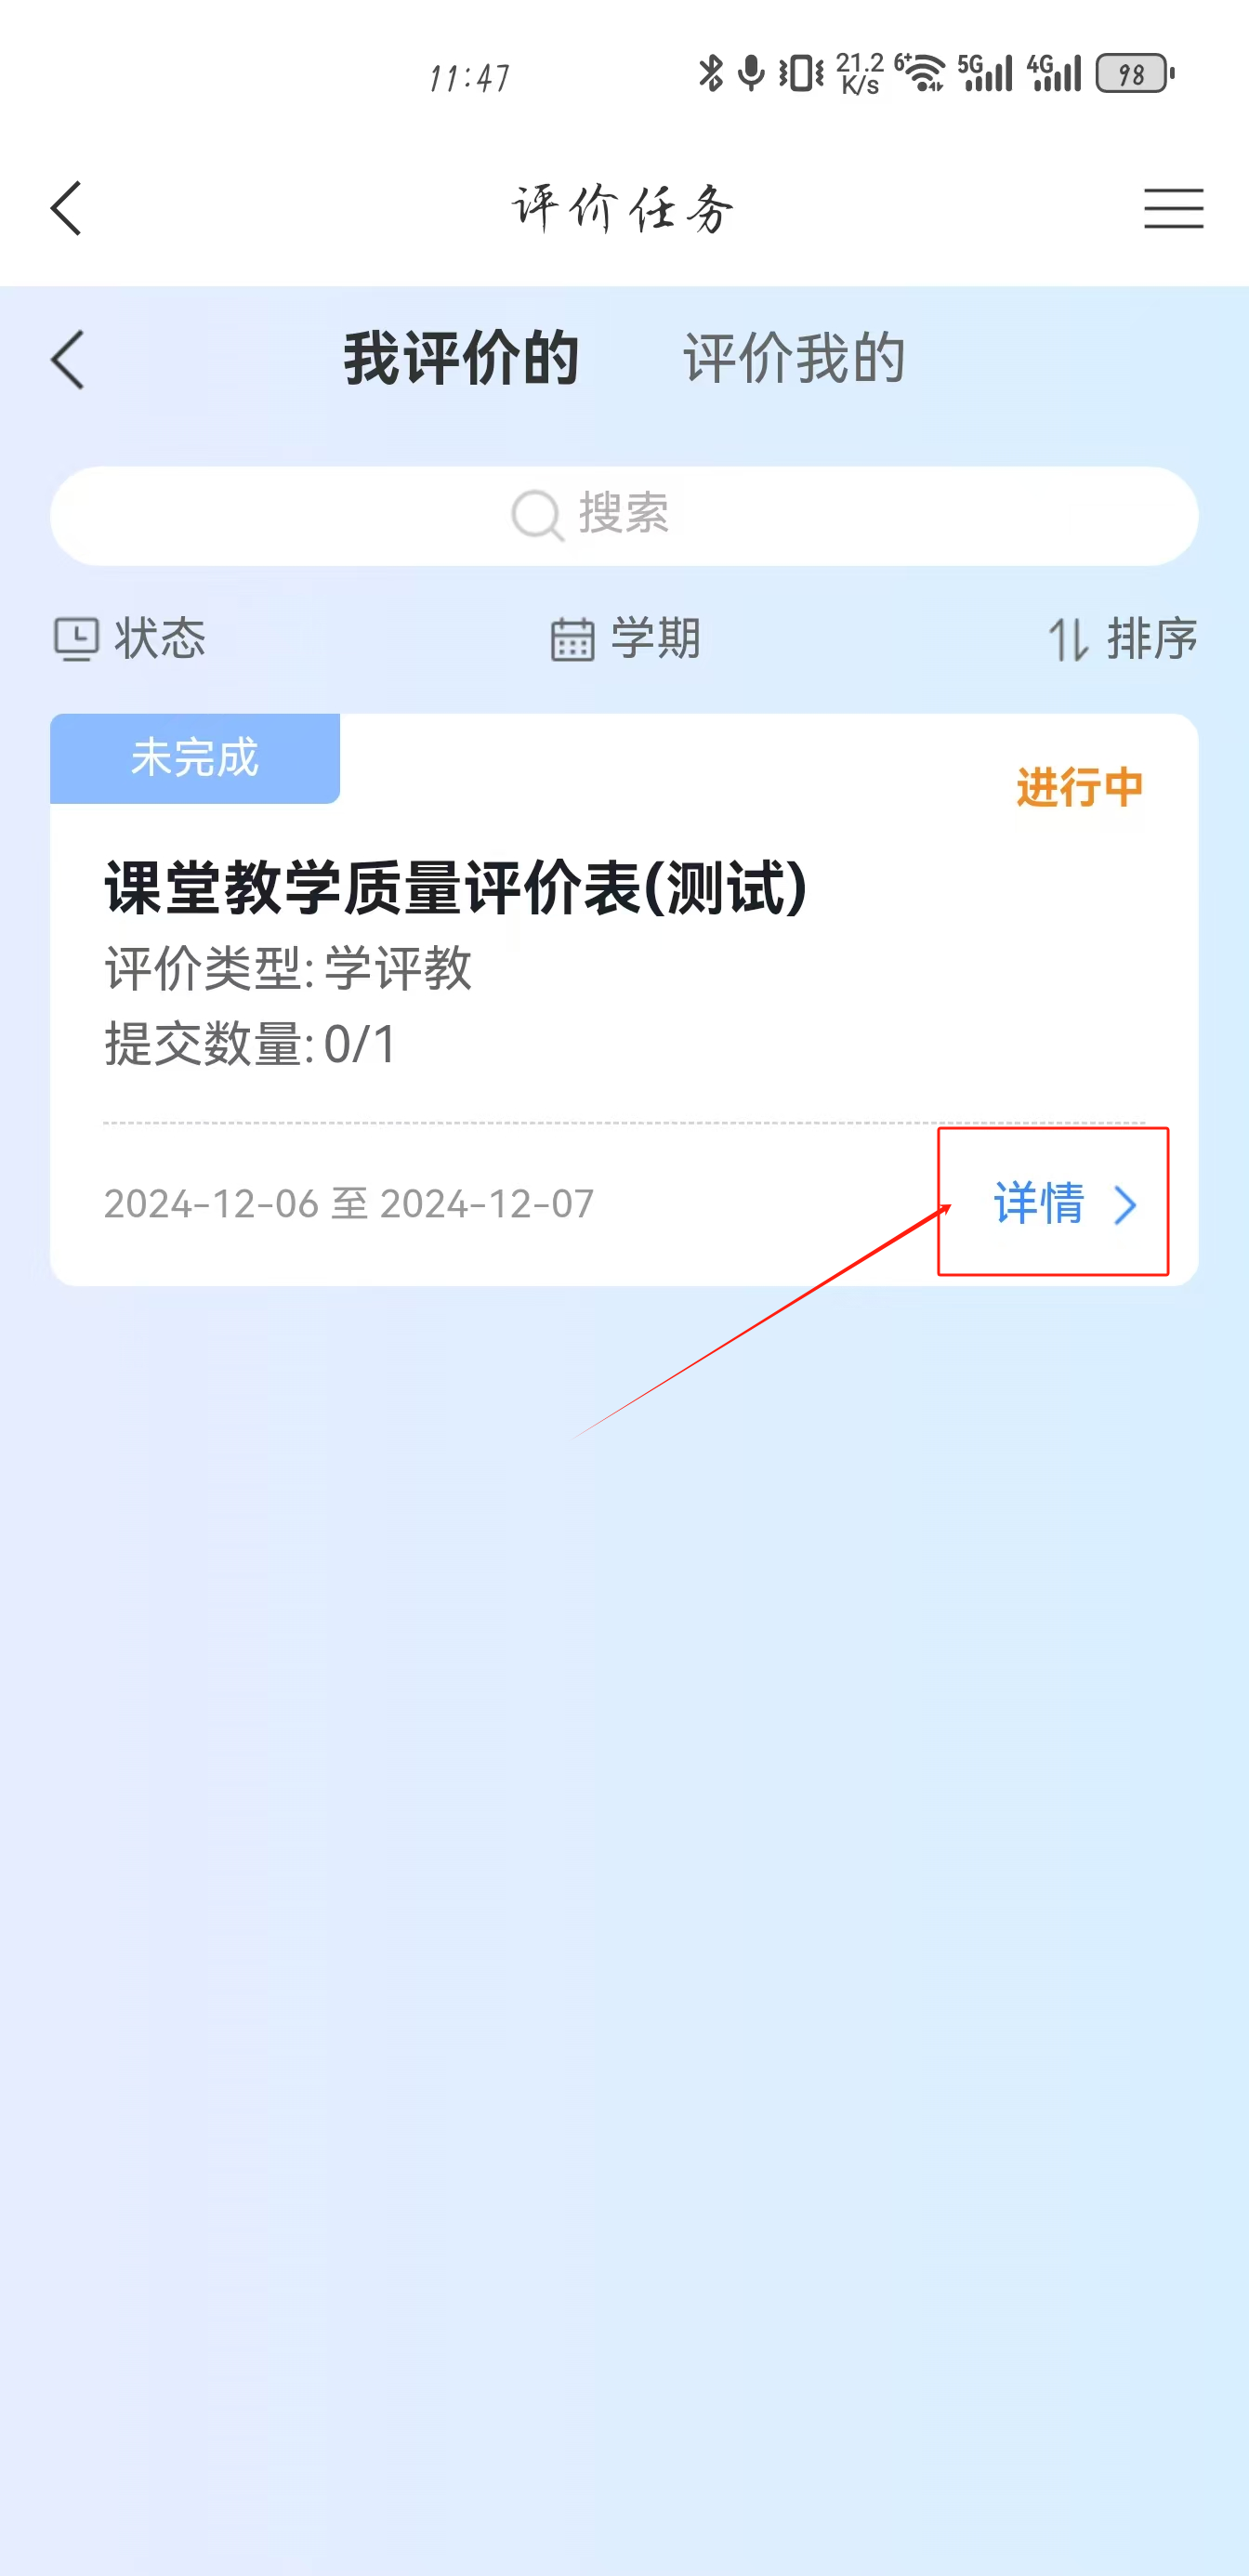 11:47 21.2 K/s 6+ 5G 4G 98
评价任务
我评价的 评价我的
搜索
状态 学期 排序
未完成
进行中
课堂教学质量评价表(测试)
评价类型: 学评教
提交数量: 0/1
2024-12-06 至 2024-12-07 详情